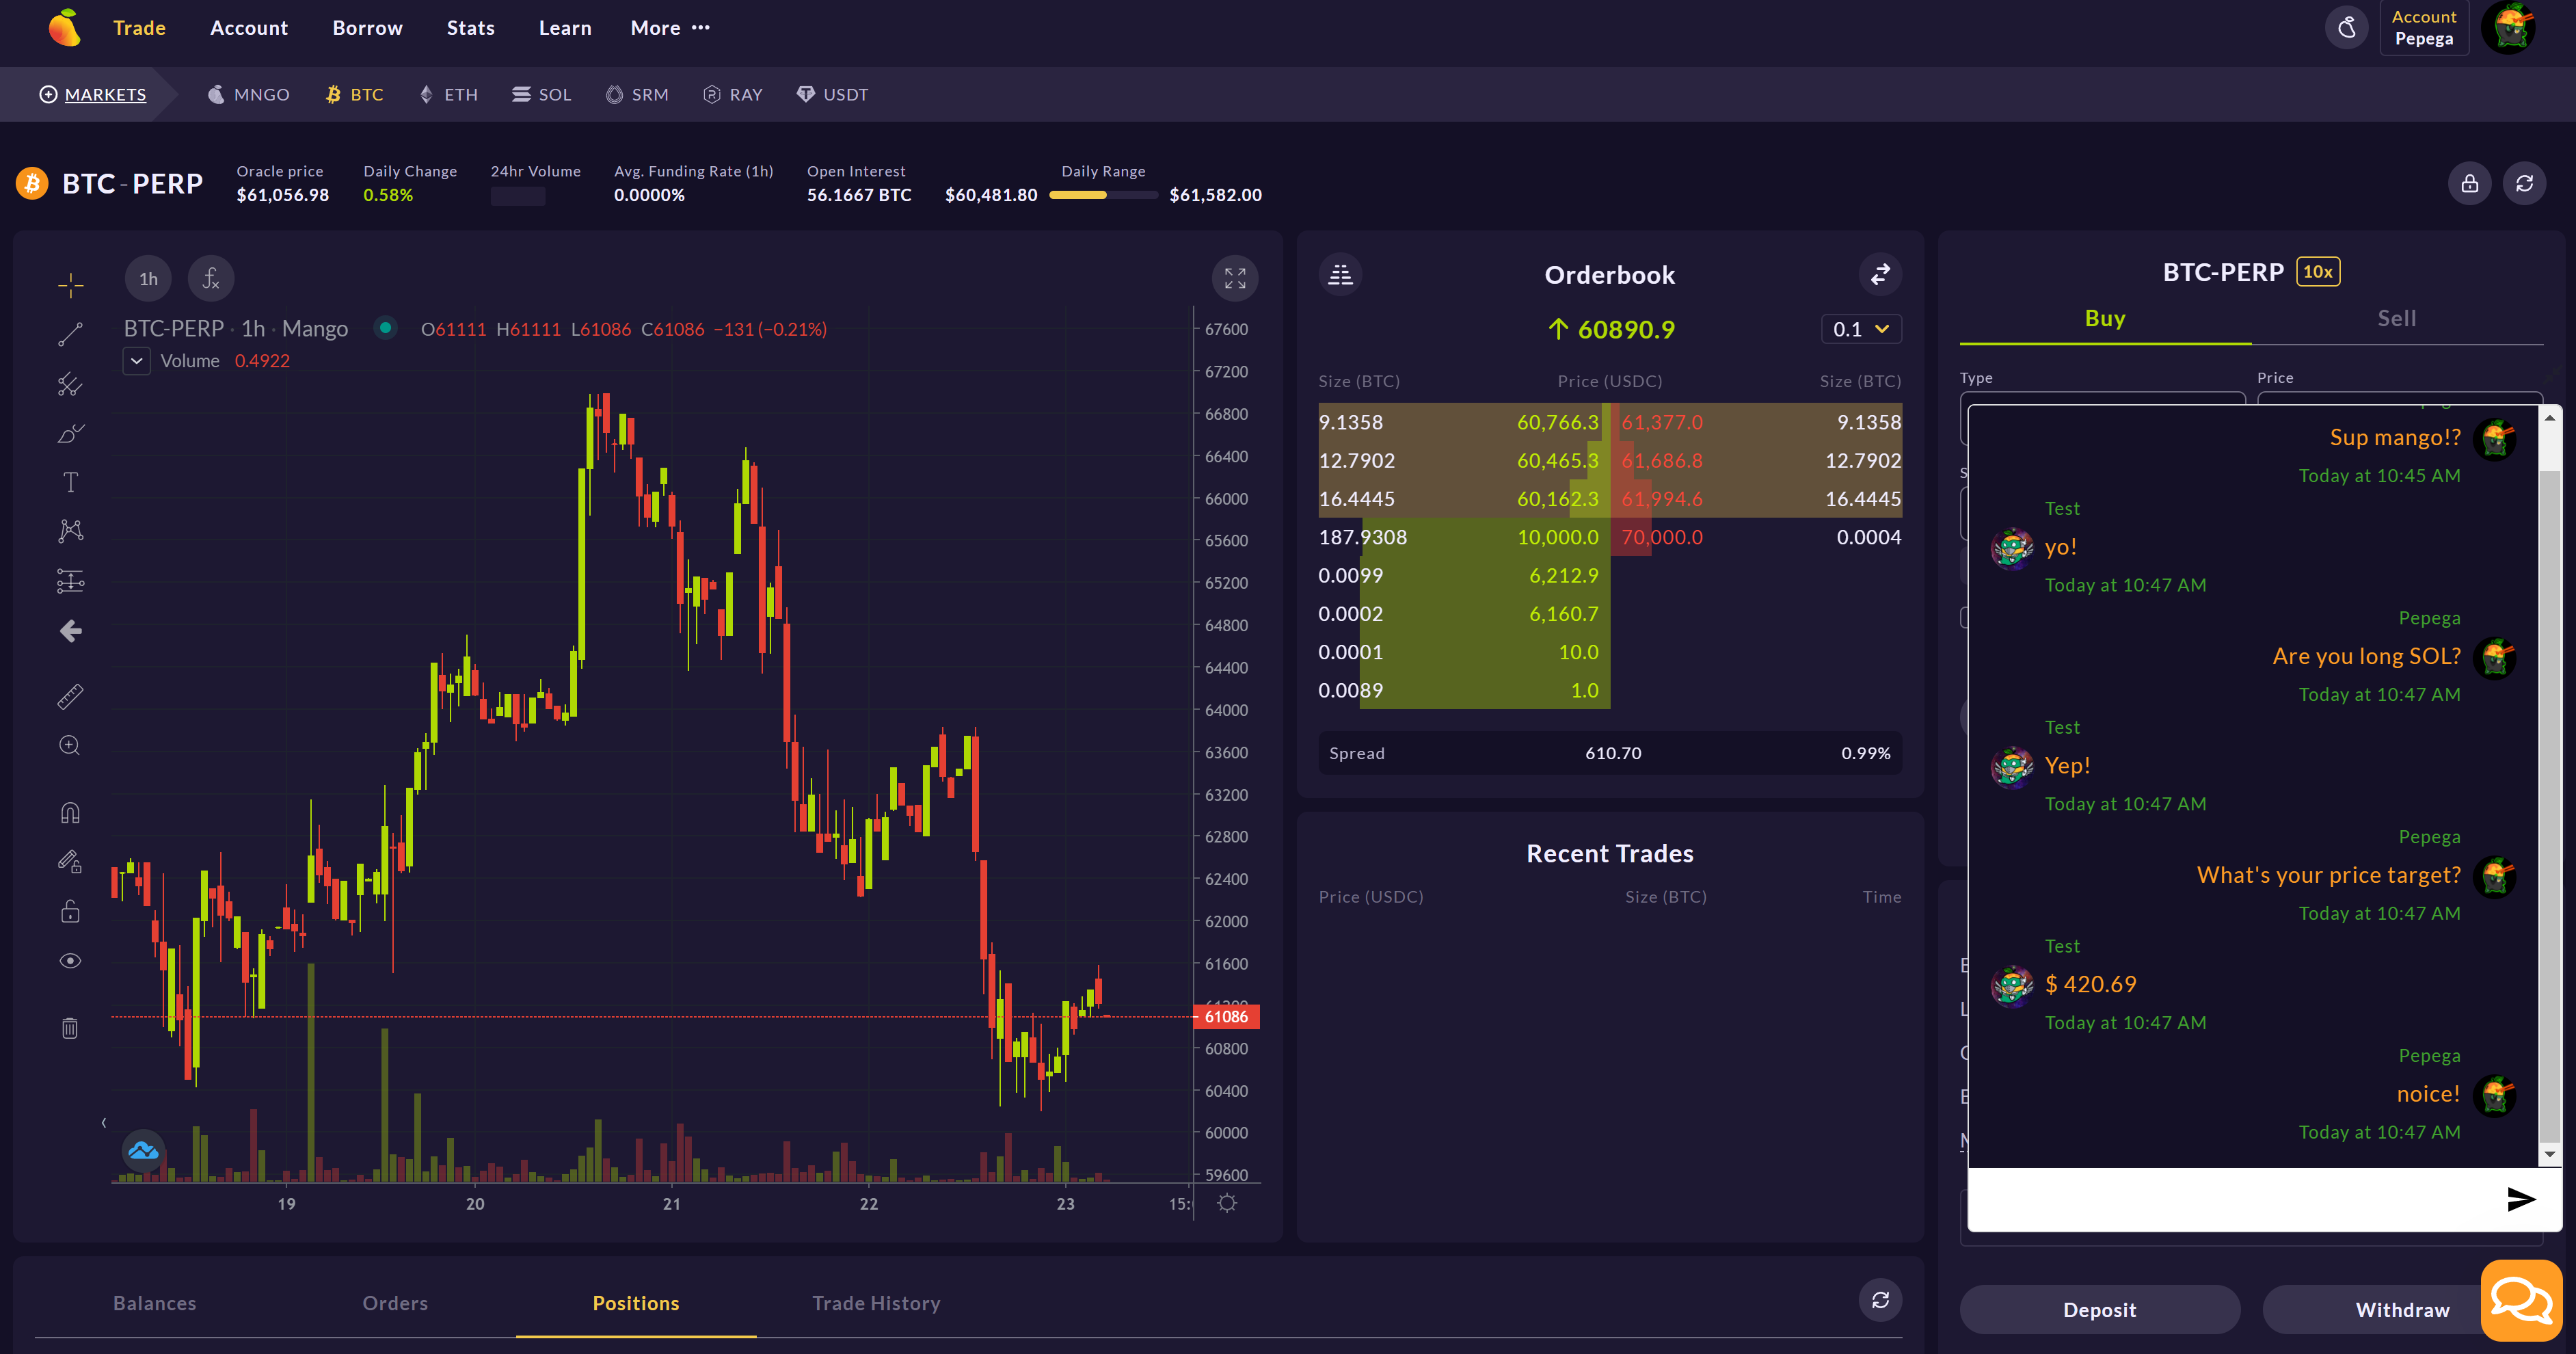 Trade Account Borrow Stats Learn More ···
Account
Pepega
MARKETS MNGO BTC ETH SOL SRM RAY USDT
BTC-PERP
Oracle price
$61,056.98
Daily Change
0.58%
24hr Volume
Avg. Funding Rate (1h)
0.0000%
Open Interest
56.1667 BTC
Daily Range
$60,481.80 $61,582.00
1h
BTC-PERP · 1h · Mango O61111 H61111 L61086 C61086 −131 (−0.21%)
Volume 0.4922
67600
67200
66800
66400
66000
65600
65200
64800
64400
64000
63600
63200
62800
62400
62000
61600
61200
61086
60800
60400
60000
59600
19 20 21 22 23 15:
Orderbook
60890.9
0.1
Size (BTC) Price (USDC) Size (BTC)
9.1358 60,766.3 61,377.0 9.1358
12.7902 60,465.3 61,686.8 12.7902
16.4445 60,162.3 61,994.6 16.4445
187.9308 10,000.0 70,000.0 0.0004
0.0099 6,212.9
0.0002 6,160.7
0.0001 10.0
0.0089 1.0
Spread 610.70 0.99%
Recent Trades
Price (USDC) Size (BTC) Time
BTC-PERP 10x
Buy Sell
Type Price
Sup mango!?
Today at 10:45 AM
Test
yo!
Today at 10:47 AM
Pepega
Are you long SOL?
Today at 10:47 AM
Test
Yep!
Today at 10:47 AM
Pepega
What's your price target?
Today at 10:47 AM
Test
$ 420.69
Today at 10:47 AM
Pepega
noice!
Today at 10:47 AM
Deposit Withdraw
Balances Orders Positions Trade History